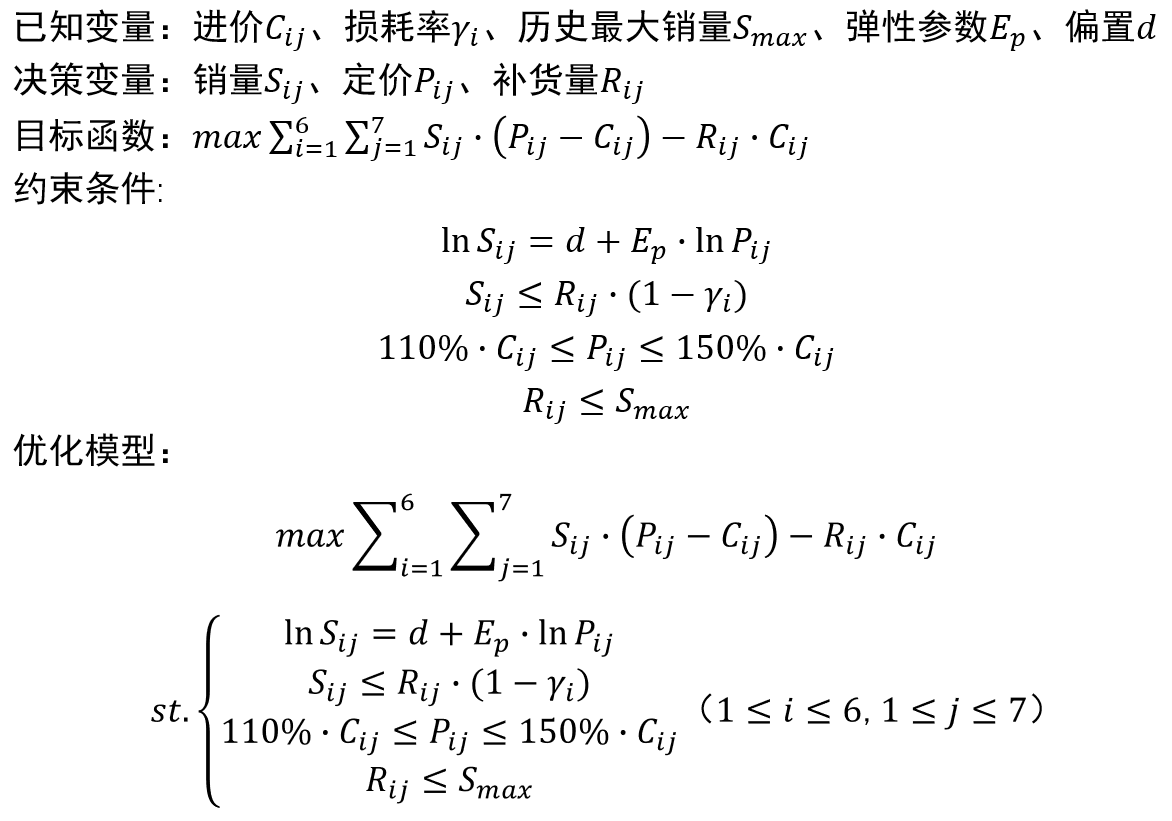 已知变量：进价$C_{ij}$、损耗率$\gamma_i$、历史最大销量$S_{max}$、弹性参数$E_p$、偏置$d$
决策变量：销量$S_{ij}$、定价$P_{ij}$、补货量$R_{ij}$
目标函数：$max \sum_{i=1}^{6} \sum_{j=1}^{7} S_{ij} \cdot (P_{ij} - C_{ij}) - R_{ij} \cdot C_{ij}$
约束条件:
$\ln S_{ij} = d + E_p \cdot \ln P_{ij}$
$S_{ij} \leq R_{ij} \cdot (1 - \gamma_i)$
$110\% \cdot C_{ij} \leq P_{ij} \leq 150\% \cdot C_{ij}$
$R_{ij} \leq S_{max}$
优化模型：
$max \sum_{i=1}^{6} \sum_{j=1}^{7} S_{ij} \cdot (P_{ij} - C_{ij}) - R_{ij} \cdot C_{ij}$
$\ln S_{ij} = d + E_p \cdot \ln P_{ij}$
$S_{ij} \leq R_{ij} \cdot (1 - \gamma_i)$
$st.$ $110\% \cdot C_{ij} \leq P_{ij} \leq 150\% \cdot C_{ij}$ （$1 \leq i \leq 6, 1 \leq j \leq 7$）
$R_{ij} \leq S_{max}$